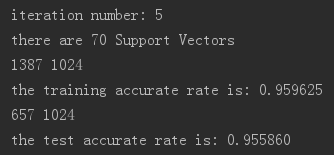 iteration number: 5
there are 70 Support Vectors
1387 1024
the training accurate rate is: 0.959625
657 1024
the test accurate rate is: 0.955860